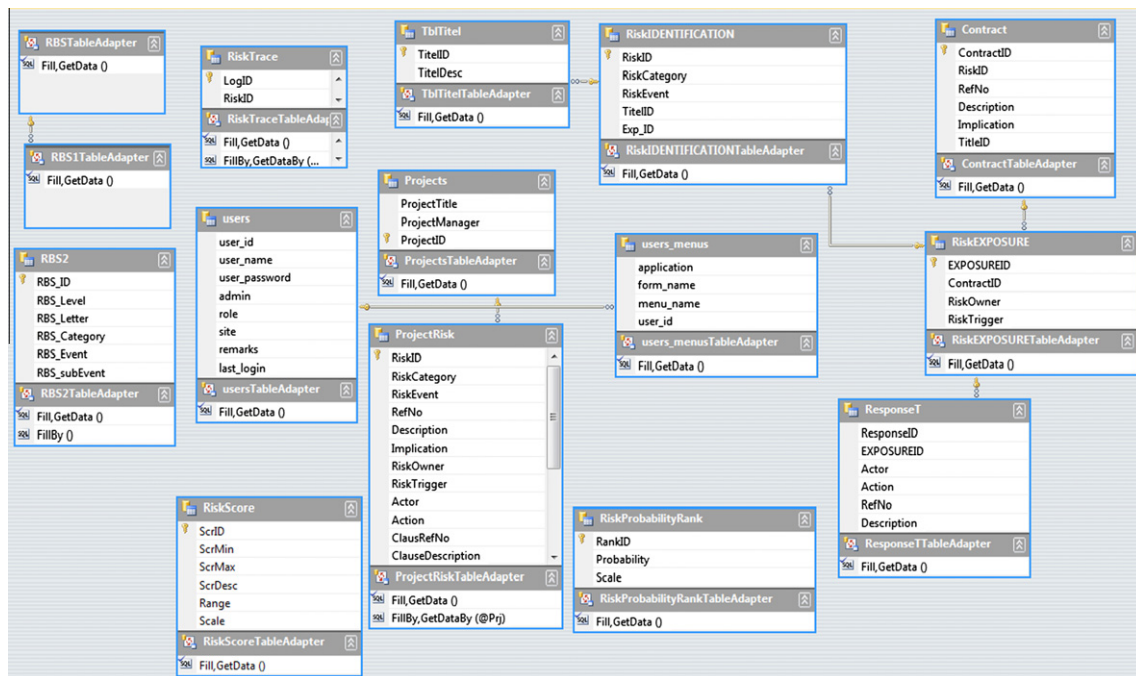 RBSTableAdapter
Fill,GetData ()
RBS1TableAdapter
Fill,GetData ()
RiskTrace
LogID
RiskID
RiskTraceTableAdap
Fill,GetData ()
FillBy,GetDataBy (...
TblTitel
TitelID
TitelDesc
TblTitelTableAdapter
Fill,GetData ()
RiskIDENTIFICATION
RiskID
RiskCategory
RiskEvent
TitelID
Exp_ID
RiskIDENTIFICATIONTableAdapter
Fill,GetData ()
Contract
ContractID
RiskID
RefNo
Description
Implication
TitleID
ContractTableAdapter
Fill,GetData ()
Projects
ProjectTitle
ProjectManager
ProjectID
ProjectsTableAdapter
Fill,GetData ()
users
user_id
user_name
user_password
admin
role
site
remarks
last_login
usersTableAdapter
Fill,GetData ()
users_menus
application
form_name
menu_name
user_id
users_menusTableAdapter
Fill,GetData ()
RiskEXPOSURE
EXPOSUREID
ContractID
RiskOwner
RiskTrigger
RiskEXPOSURETableAdapter
Fill,GetData ()
RBS2
RBS_ID
RBS_Level
RBS_Letter
RBS_Category
RBS_Event
RBS_subEvent
RBS2TableAdapter
Fill,GetData ()
FillBy ()
ProjectRisk
RiskID
RiskCategory
RiskEvent
RefNo
Description
Implication
RiskOwner
RiskTrigger
Actor
Action
ClausRefNo
ClauseDescription
ProjectRiskTableAdapter
Fill,GetData ()
FillBy,GetDataBy (@Prj)
ResponseT
ResponseID
EXPOSUREID
Actor
Action
RefNo
Description
ResponseTTableAdapter
Fill,GetData ()
RiskScore
ScrID
ScrMin
ScrMax
ScrDesc
Range
Scale
RiskScoreTableAdapter
Fill,GetData ()
RiskProbabilityRank
RankID
Probability
Scale
RiskProbabilityRankTableAdapter
Fill,GetData ()